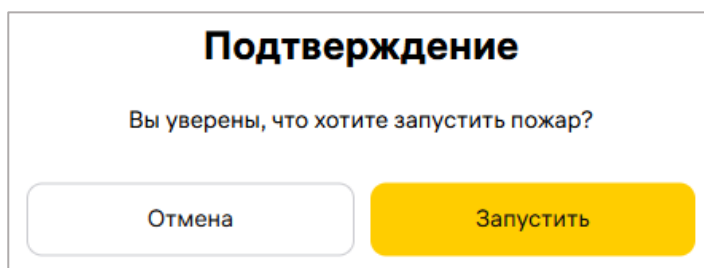 Подтверждение
Вы уверены, что хотите запустить пожар?
Отмена
Запустить